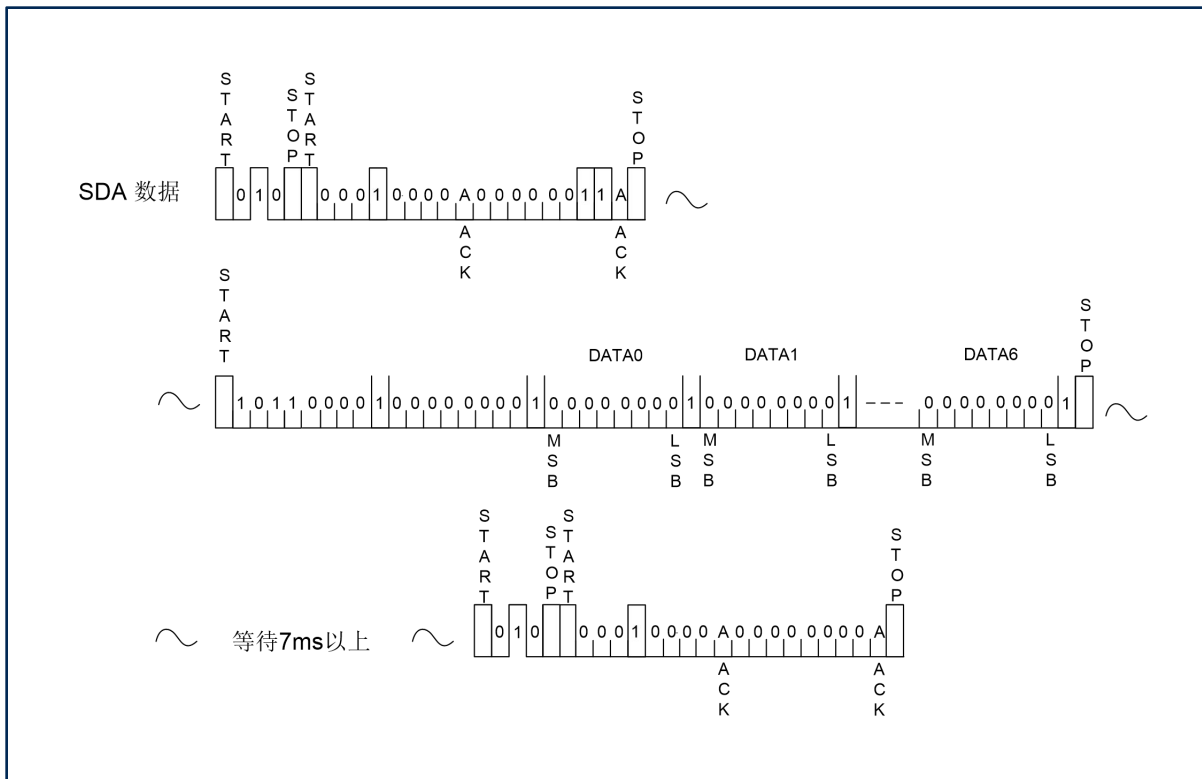 START STOP START STOP
SDA 数据 0 1 0 0 0 0 1 0 0 0 0 A 0 0 0 0 0 0 1 1 A
ACK ACK
START STOP
DATA0 DATA1 DATA6
1 0 1 1 0 0 0 0 1 0 0 0 0 0 0 0 0 1 0 0 0 0 0 0 0 0 1 0 0 0 0 0 0 0 0 1 ---- 0 0 0 0 0 0 0 0 1
MSB LSB MSB LSB MSB LSB
START STOP START STOP
等待7ms以上 0 1 0 0 0 0 1 0 0 0 0 A 0 0 0 0 0 0 0 0 A
ACK ACK